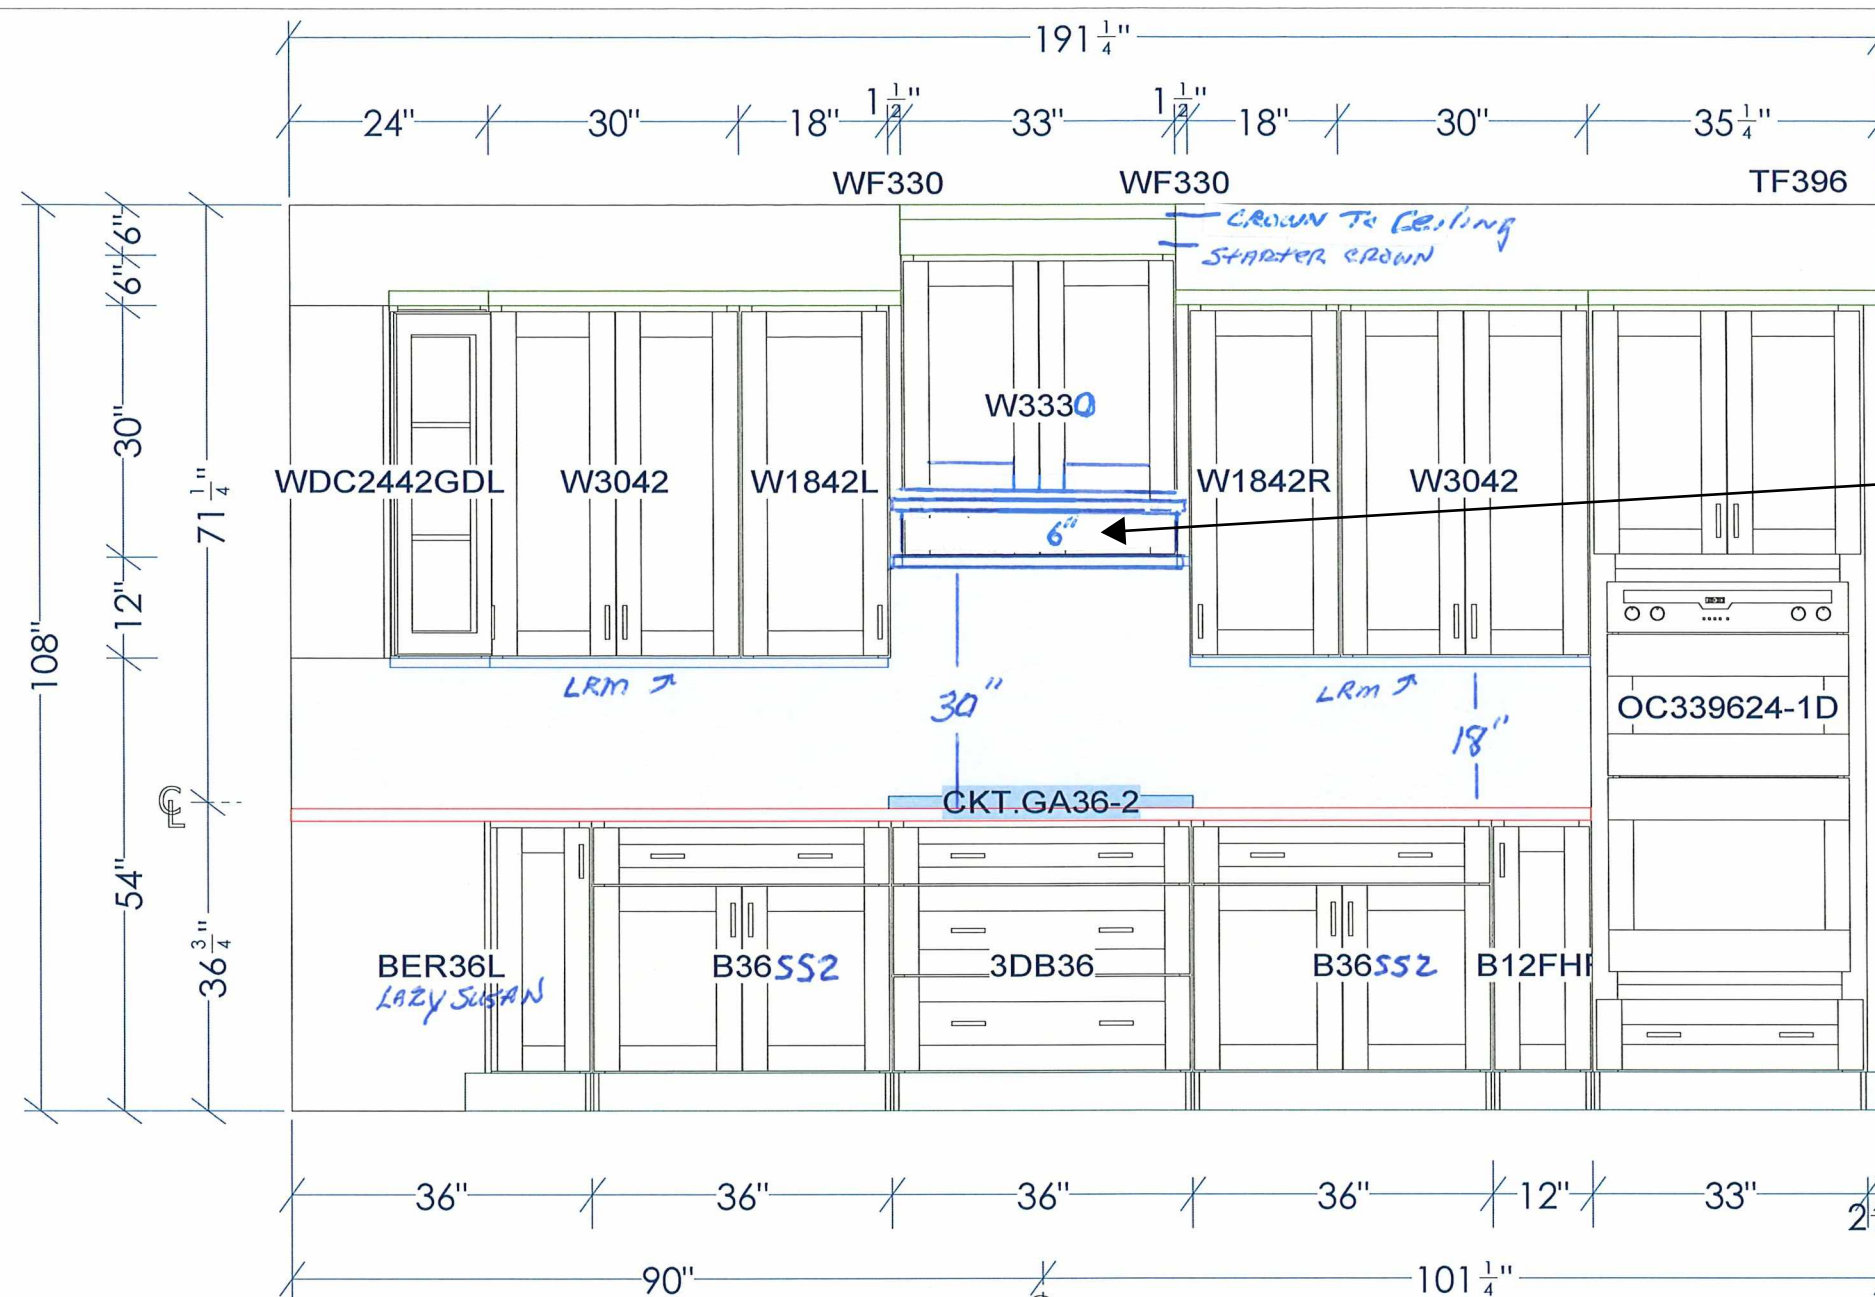 191 1/4"
24" 30" 18" 1 1/2" 33" 1 1/2" 18" 30" 35 1/4"
WF330 WF330 TF396
CROWN To Ceiling
STARTER CROWN
6"
6"
30"
12"
54"
108"
71 1/4"
36 3/4"
CL
W3330
WDC2442GDL W3042 W1842L W1842R W3042
6"
LRM LRM
30"
18"
OC339624-1D
CKT.GA36-2
BER36L B36SS2 3DB36 B36SS2 B12FH
LAZY SUSAN
36" 36" 36" 36" 12" 33"
90" 101 1/4"